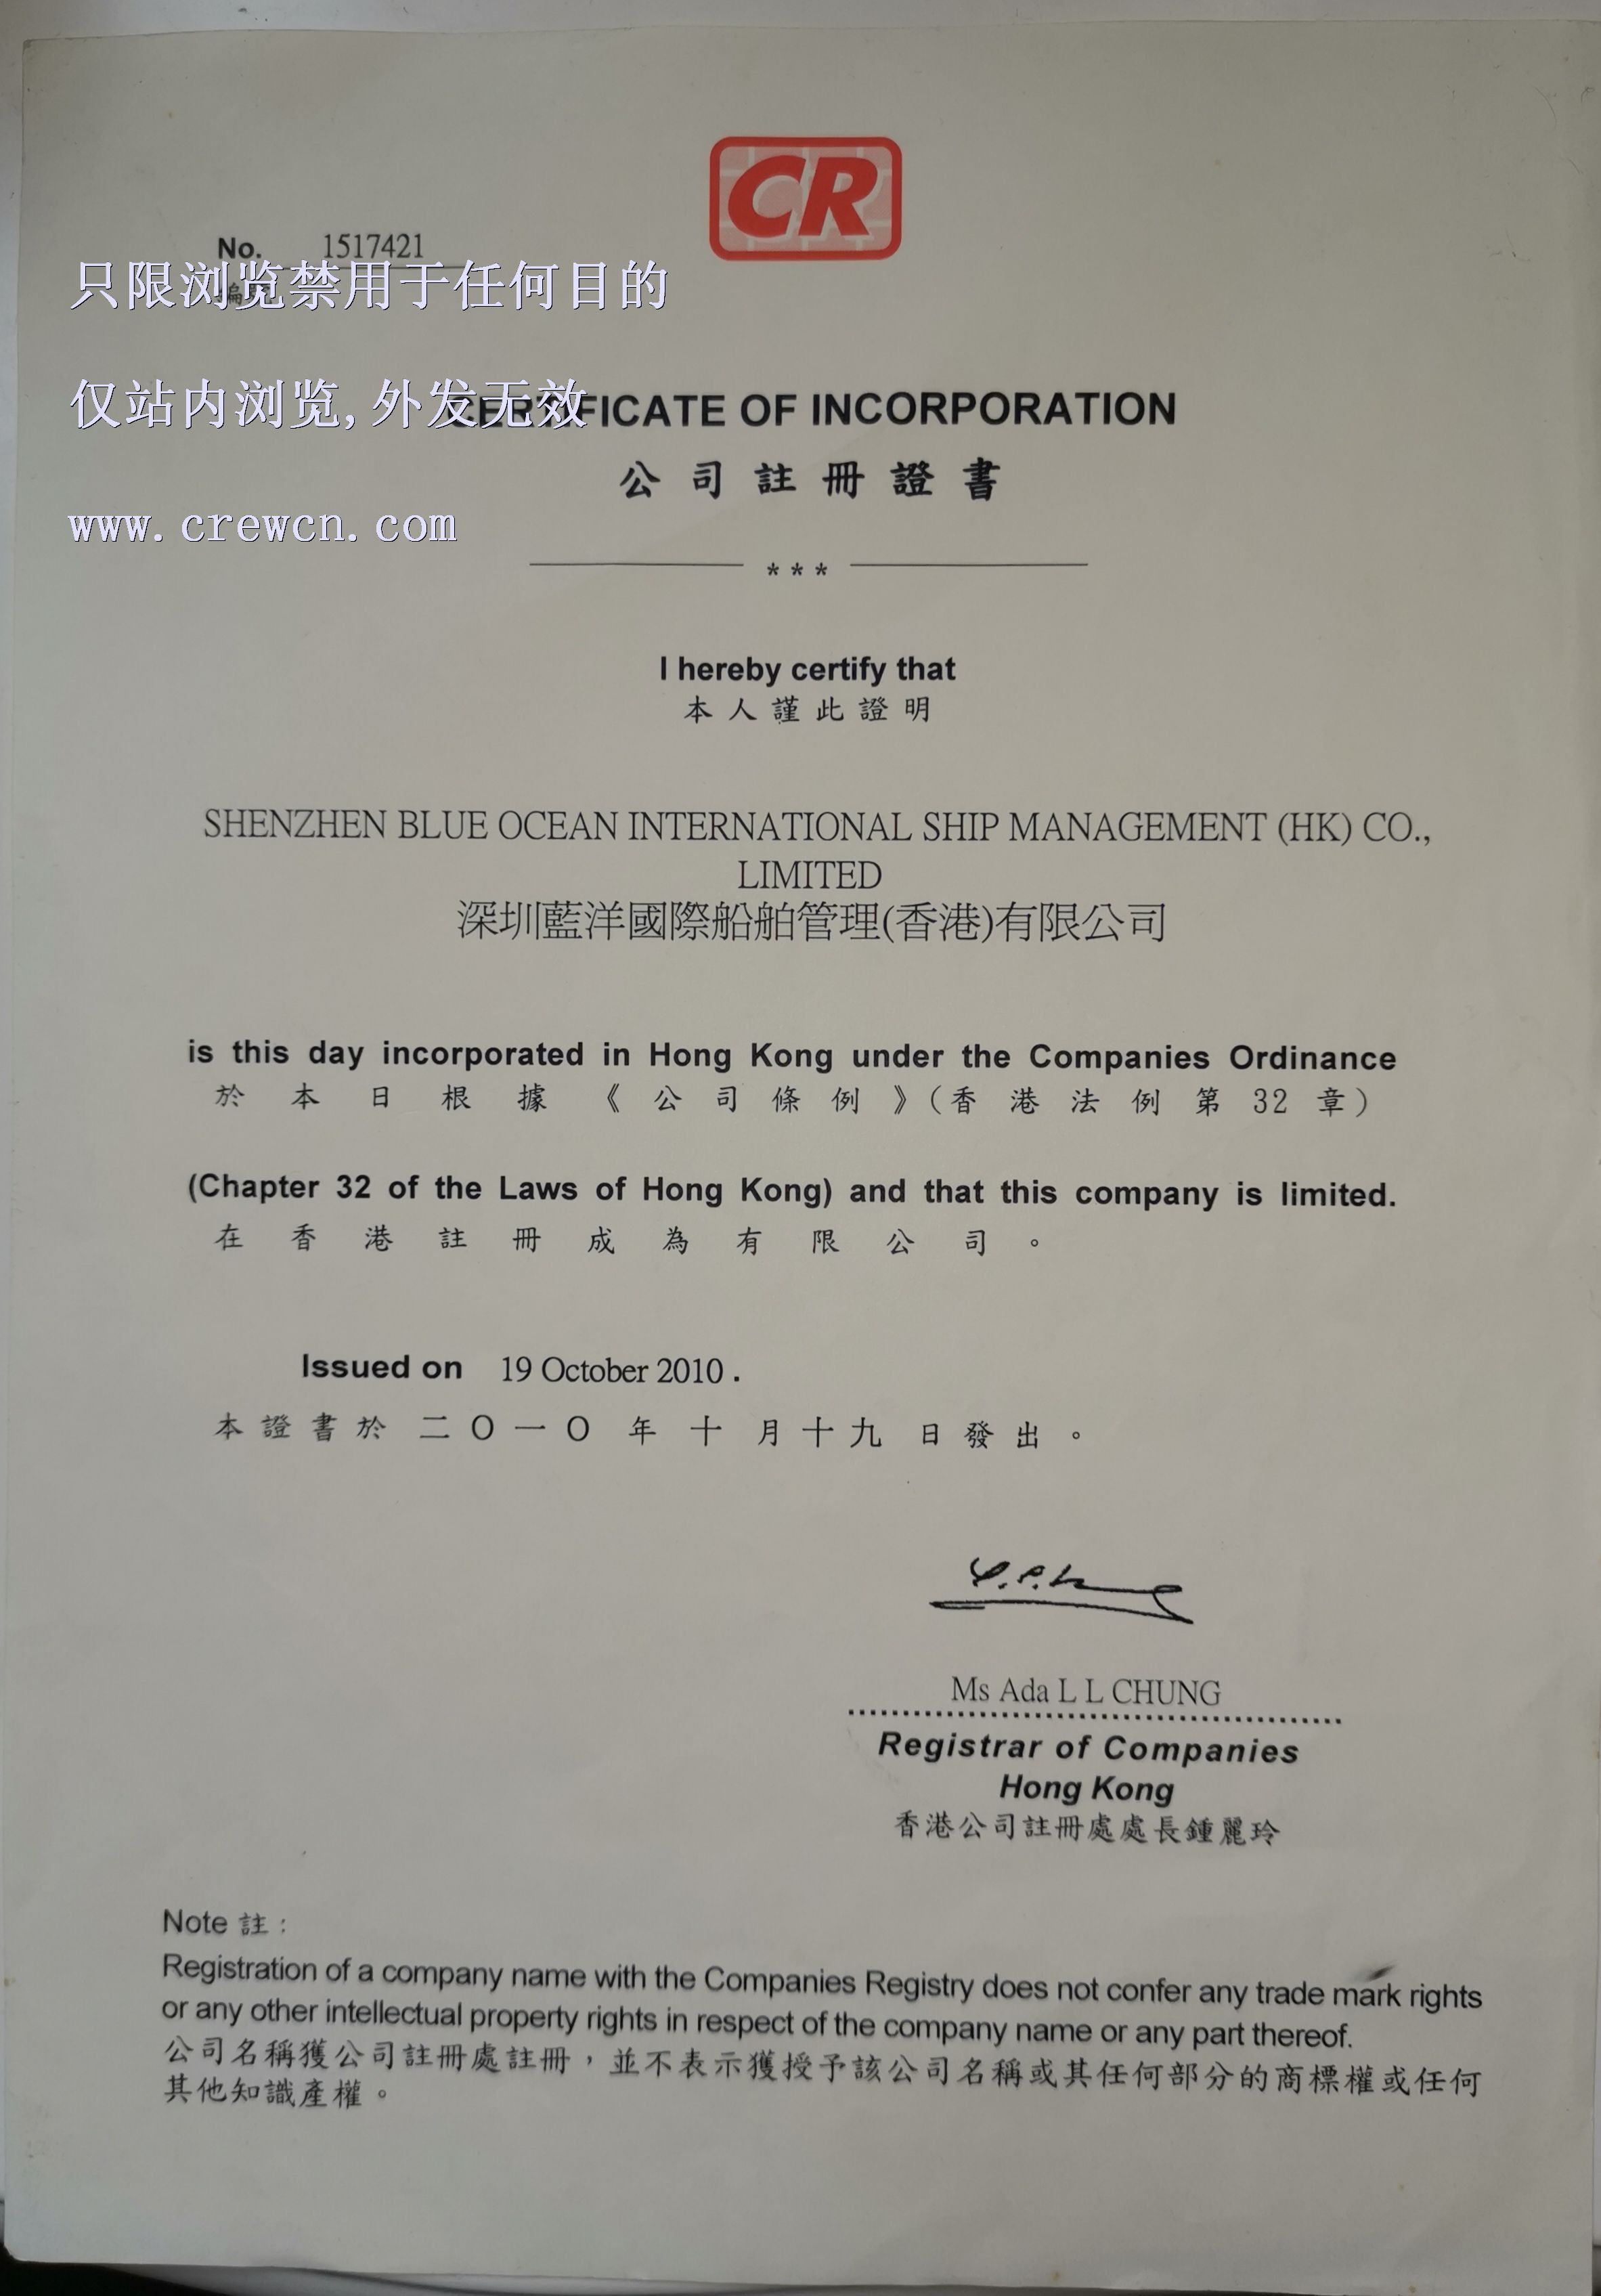 CR
No. 1517421
編號
只限浏览禁用于任何目的
仅站内浏览,外发无效
CERTIFICATE OF INCORPORATION
公司註冊證書
www.crewcn.com
***
I hereby certify that
本人謹此證明
SHENZHEN BLUE OCEAN INTERNATIONAL SHIP MANAGEMENT (HK) CO.,
LIMITED
深圳藍洋國際船舶管理(香港)有限公司
is this day incorporated in Hong Kong under the Companies Ordinance
於本日根據《公司條例》(香港法例第32章)
(Chapter 32 of the Laws of Hong Kong) and that this company is limited.
在香港註冊成為有限公司。
Issued on 19 October 2010.
本證書於二〇一〇年十月十九日發出。
Ms Ada L L CHUNG
Registrar of Companies
Hong Kong
香港公司註冊處處長鍾麗玲
Note 註:
Registration of a company name with the Companies Registry does not confer any trade mark rights
or any other intellectual property rights in respect of the company name or any part thereof.
公司名稱獲公司註冊處註冊,並不表示獲授予該公司名稱或其任何部分的商標權或任何
其他知識產權。